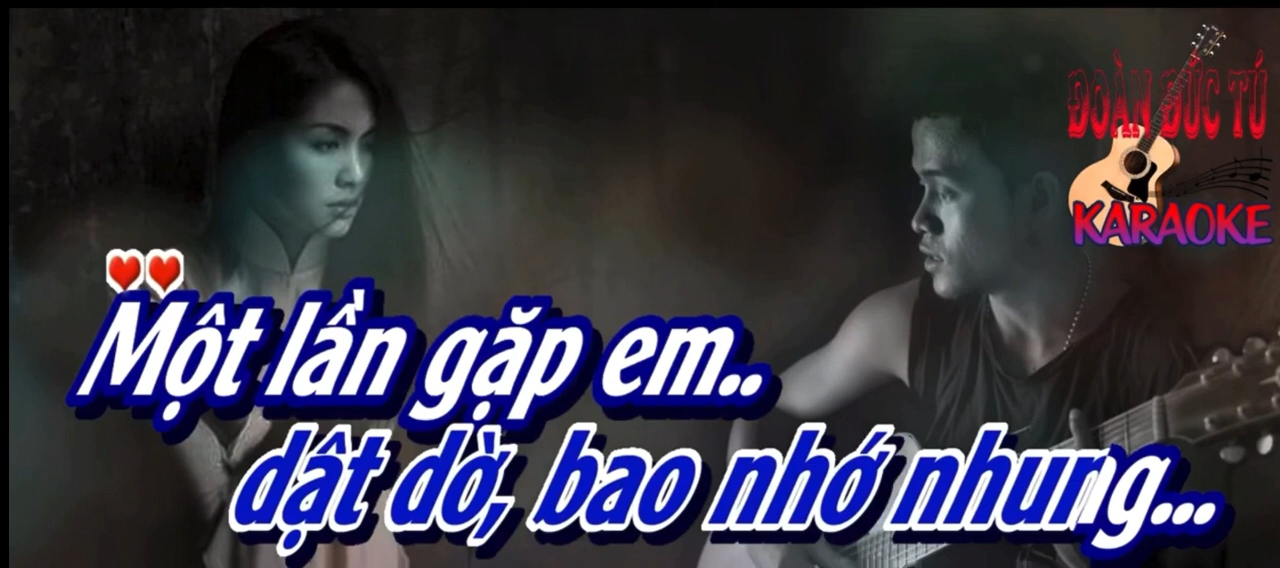 ĐOÀN ĐỨC TÚ
KARAOKE
Một lần gặp em..
dật dờ, bao nhớ nhung...